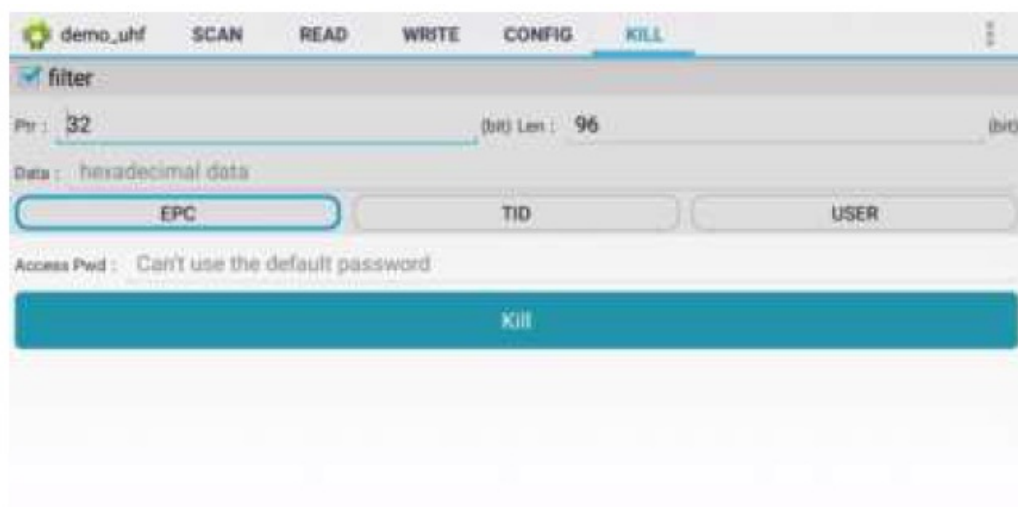 demo_uhf SCAN READ WRITE CONFIG KILL
filter
Ptr : 32 (bit) Len : 96 (bit)
Data : hexadecimal data
EPC TID USER
Access Pwd : Can't use the default password
Kill